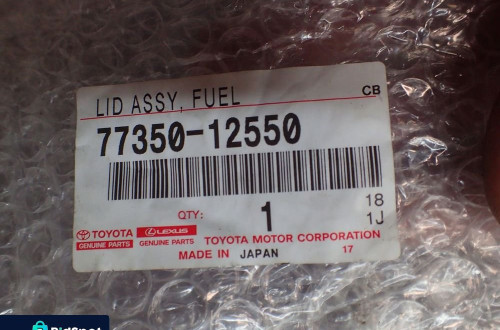 LID ASSY, FUEL
CB
77350-12550
QTY: 1
18
1J
TOYOTA
GENUINE PARTS
LEXUS
GENUINE PARTS
TOYOTA MOTOR CORPORATION
MADE IN JAPAN
17